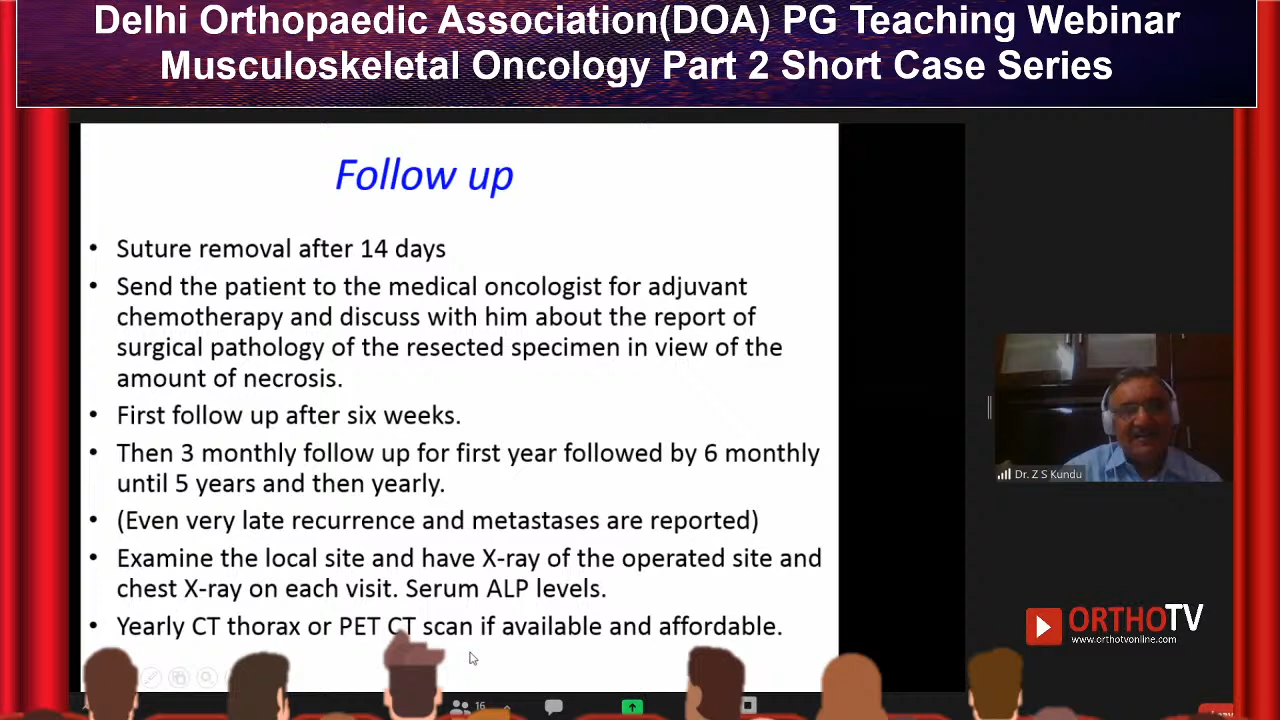 Delhi Orthopaedic Association(DOA) PG Teaching Webinar
Musculoskeletal Oncology Part 2 Short Case Series
Follow up
• Suture removal after 14 days
• Send the patient to the medical oncologist for adjuvant
chemotherapy and discuss with him about the report of
surgical pathology of the resected specimen in view of the
amount of necrosis.
• First follow up after six weeks.
• Then 3 monthly follow up for first year followed by 6 monthly
until 5 years and then yearly.
• (Even very late recurrence and metastases are reported)
• Examine the local site and have X-ray of the operated site and
chest X-ray on each visit. Serum ALP levels.
• Yearly CT thorax or PET CT scan if available and affordable.
Dr. Z S Kundu
ORTHOTV
www.orthotvonline.com
16